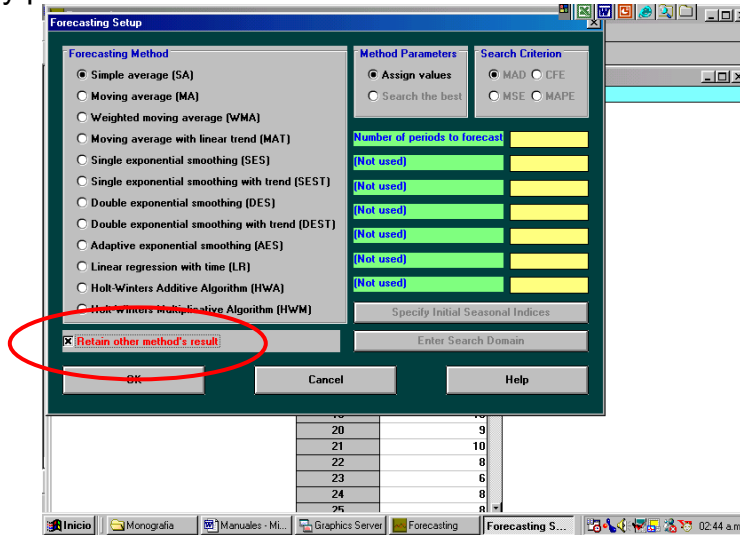 Forecasting Setup
Forecasting Method
Simple average (SA)
Moving average (MA)
Weighted moving average (WMA)
Moving average with linear trend (MAT)
Single exponential smoothing (SES)
Single exponential smoothing with trend (SEST)
Double exponential smoothing (DES)
Double exponential smoothing with trend (DEST)
Adaptive exponential smoothing (AES)
Linear regression with time (LR)
Holt-Winters Additive Algorithm (HWA)
Holt-Winters Multiplicative Algorithm (HWM)
Retain other method's result
Method Parameters
Assign values
Search the best
Search Criterion
MAD CFE
MSE MAPE
Number of periods to forecast
(Not used)
(Not used)
(Not used)
(Not used)
(Not used)
(Not used)
Specify Initial Seasonal Indices
Enter Search Domain
OK Cancel Help
20 9
21 10
22 8
23 6
24 8
25 8
Inicio Monografia Manuales - Mi... Graphics Server Forecasting Forecasting S... 02:44 a.m